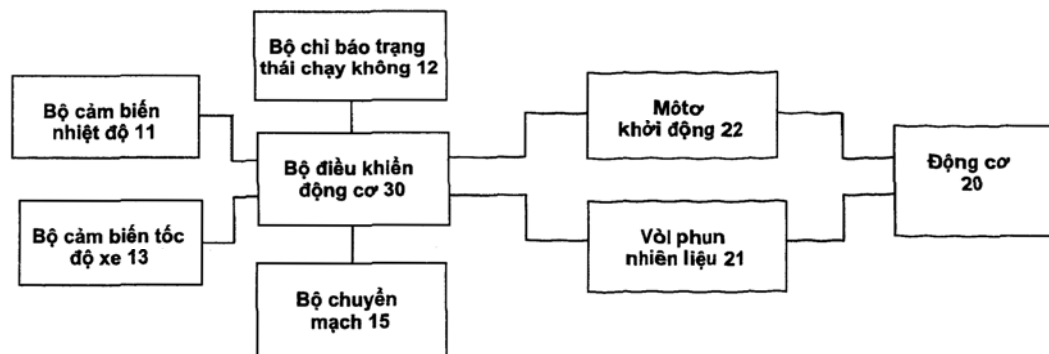 Bộ chỉ báo trạng
thái chạy không 12
Bộ cảm biến
nhiệt độ 11
Bộ điều khiển
động cơ 30
Bộ cảm biến tốc
độ xe 13
Bộ chuyển
mạch 15
Môtơ
khởi động 22
Vòi phun
nhiên liệu 21
Động cơ
20